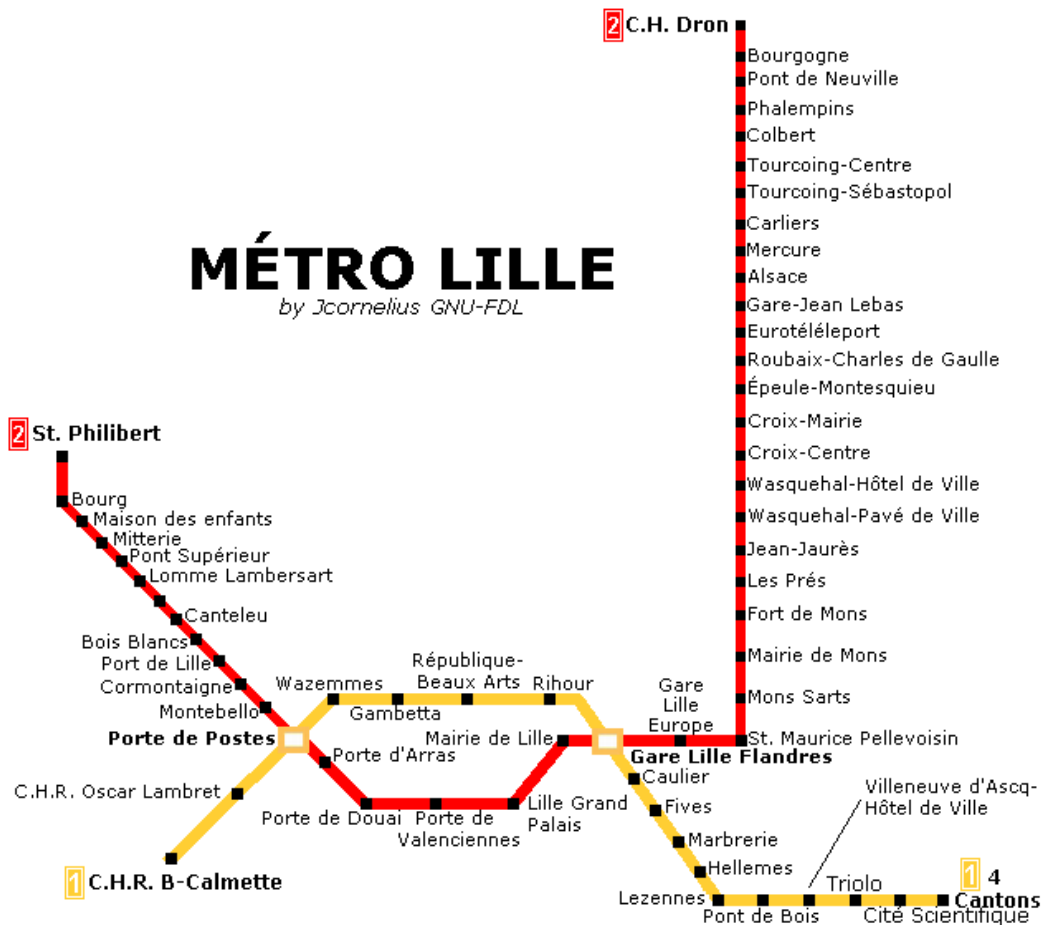 2 C.H. Dron
Bourgogne
Pont de Neuville
Phalempins
Colbert
Tourcoing-Centre
Tourcoing-Sébastopol
Carliers
Mercure
Alsace
Gare-Jean Lebas
Eurotéléleport
Roubaix-Charles de Gaulle
Épeule-Montesquieu
Croix-Mairie
Croix-Centre
Wasquehal-Hôtel de Ville
Wasquehal-Pavé de Ville
Jean-Jaurès
Les Prés
Fort de Mons
Mairie de Mons
Mons Sarts
St. Maurice Pellevoisin
MÉTRO LILLE
by Jcornelius GNU-FDL
2 St. Philibert
Bourg
Maison des enfants
Mitterie
Pont Supérieur
Lomme Lambersart
Canteleu
Bois Blancs
Port de Lille
Cormontaigne
Montebello
Porte de Postes
Wazemmes
Gambetta
République-
Beaux Arts
Rihour
Mairie de Lille
Gare
Lille
Europe
Gare Lille Flandres
Porte d'Arras
Porte de Douai
Porte de
Valenciennes
Lille Grand
Palais
C.H.R. Oscar Lambret
1 C.H.R. B-Calmette
Caulier
Fives
Marbrerie
Hellemes
Lezennes
Pont de Bois
Villeneuve d'Ascq-
Hôtel de Ville
Triolo
Cité Scientifique
1 4
Cantons